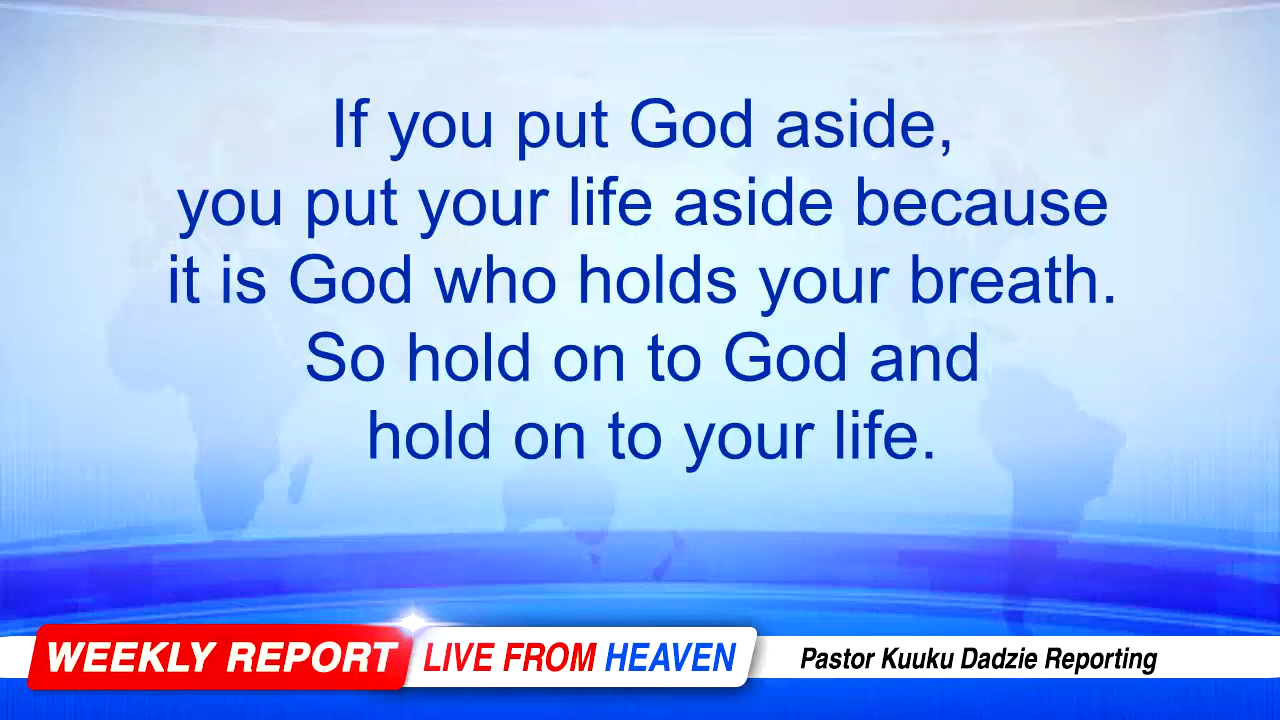 If you put God aside,
you put your life aside because
it is God who holds your breath.
So hold on to God and
hold on to your life.
WEEKLY REPORT LIVE FROM HEAVEN Pastor Kuuku Dadzie Reporting